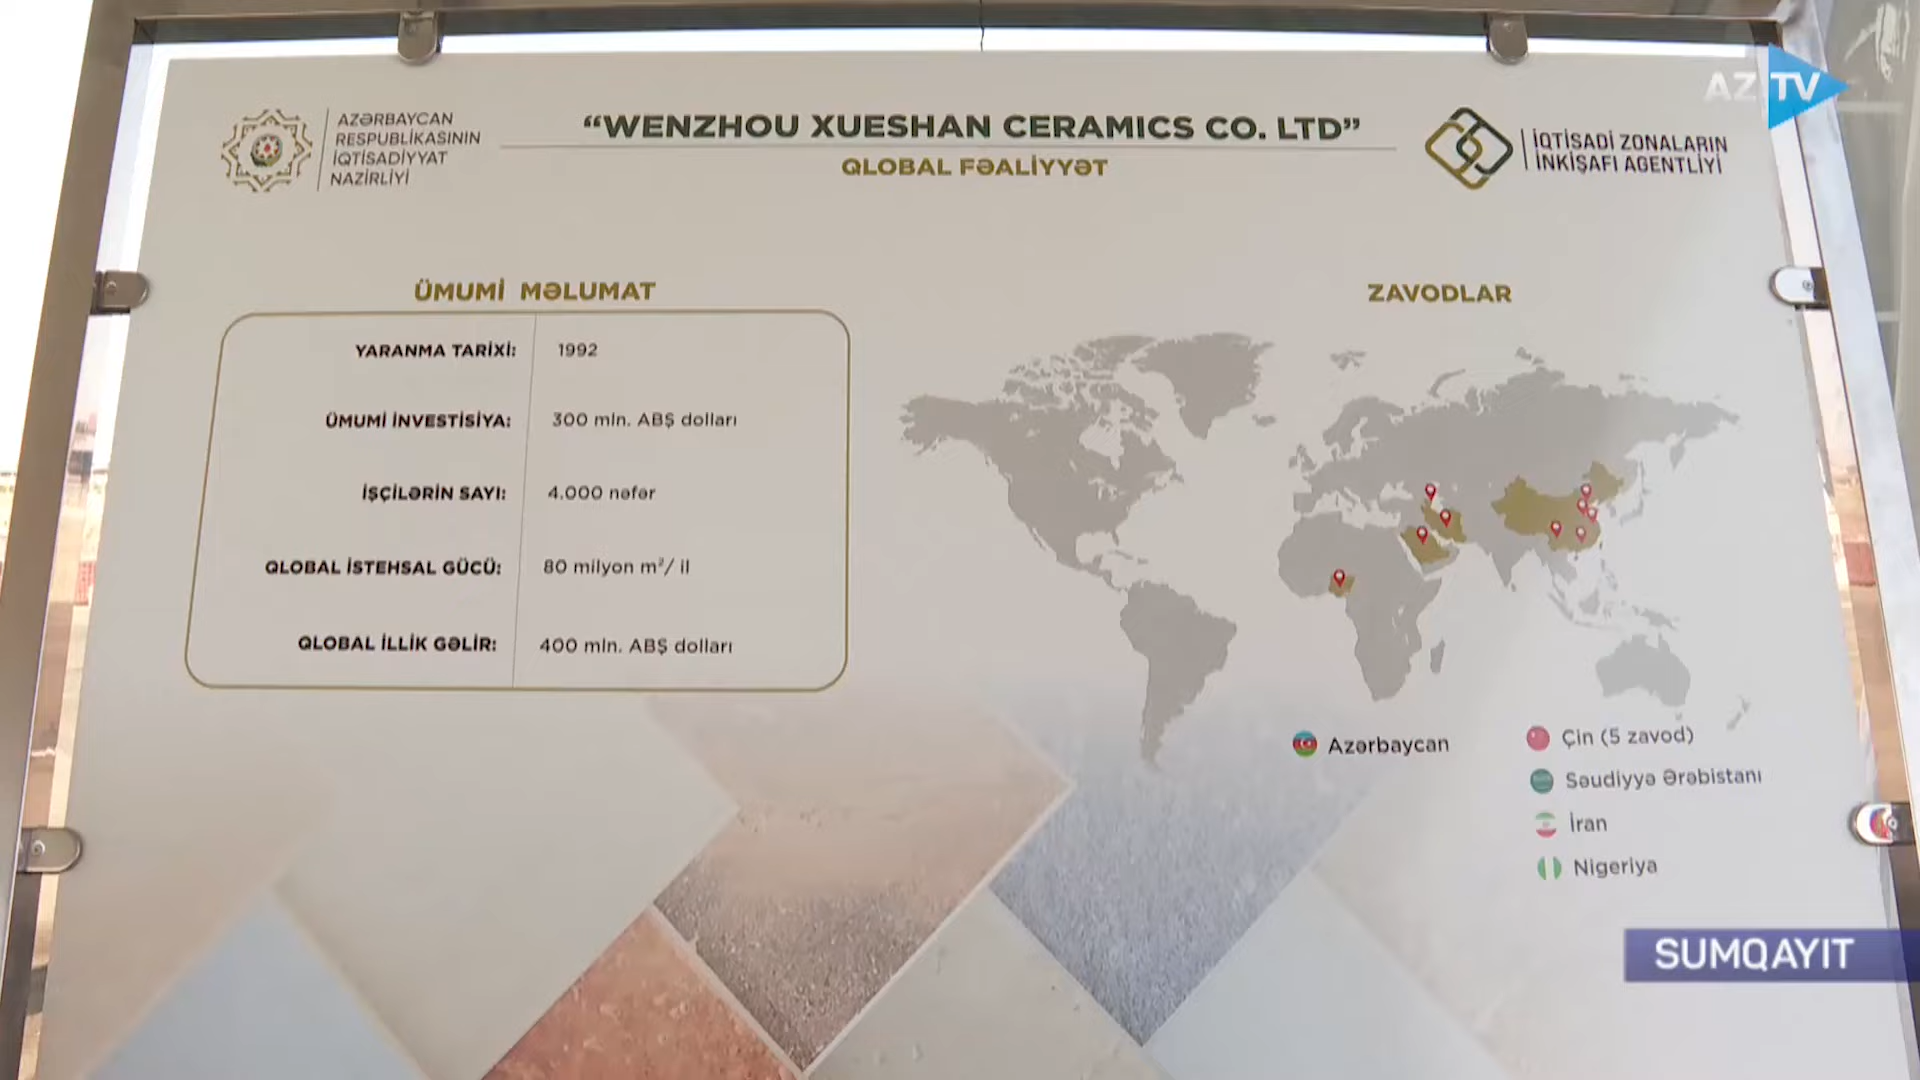 AZTV
AZƏRBAYCAN
RESPUBLİKASININ
İQTİSADİYYAT
NAZİRLİYİ
“WENZHOU XUESHAN CERAMICS CO. LTD”
QLOBAL FƏALİYYƏT
İQTİSADİ ZONALARIN
İNKİŞAFI AGENTLİYİ
ÜMUMİ MƏLUMAT
YARANMA TARİXİ: 1992
ÜMUMİ İNVESTİSİYA: 300 mln. ABŞ dolları
İŞÇİLƏRİN SAYI: 4.000 nəfər
QLOBAL İSTEHSAL GÜCÜ: 80 milyon m²/ il
QLOBAL İLLİK GƏLİR: 400 mln. ABŞ dolları
ZAVODLAR
Azərbaycan
Çin (5 zavod)
Səudiyyə Ərəbistanı
İran
Nigeriya
SUMQAYIT